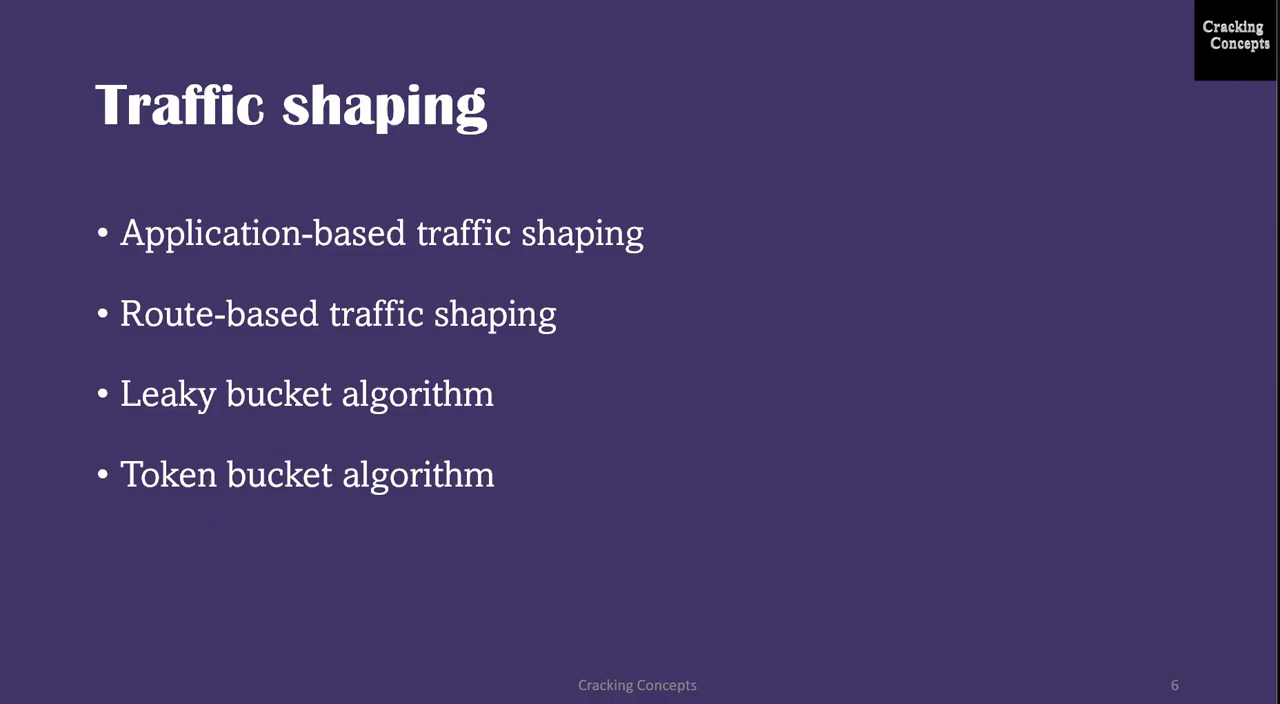 Cracking
Concepts
Traffic shaping
• Application-based traffic shaping
• Route-based traffic shaping
• Leaky bucket algorithm
• Token bucket algorithm
Cracking Concepts
6